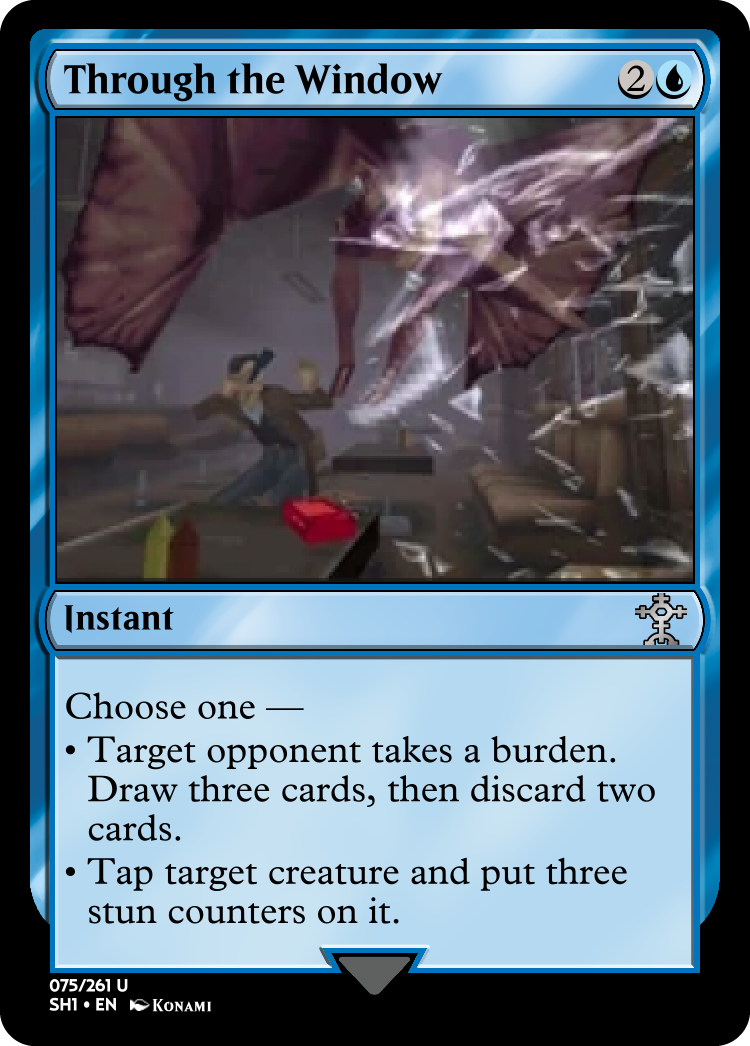 Through the Window 2
Instant
Choose one —
• Target opponent takes a burden.
Draw three cards, then discard two
cards.
• Tap target creature and put three
stun counters on it.
075/261 U
SH1 • EN KONAMI